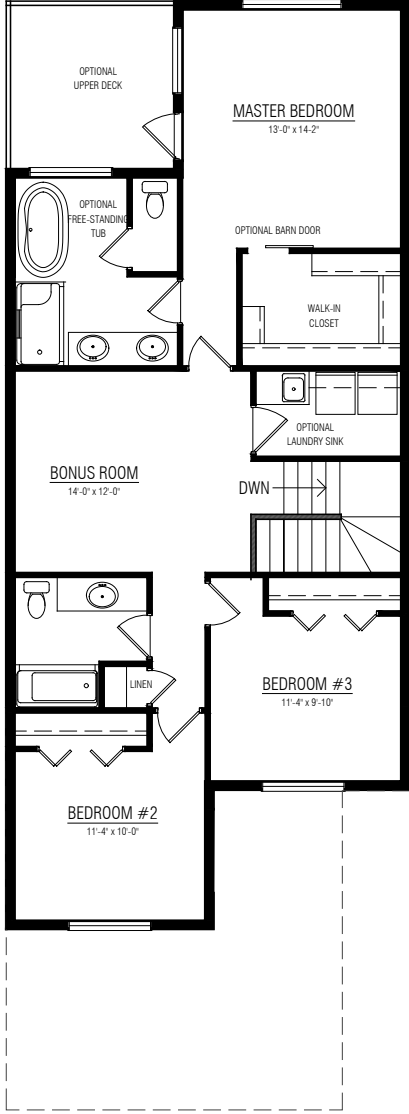 OPTIONAL
UPPER DECK
MASTER BEDROOM
13'-0" x 14'-2"
OPTIONAL
FREE-STANDING
TUB
OPTIONAL BARN DOOR
WALK-IN
CLOSET
OPTIONAL
LAUNDRY SINK
BONUS ROOM
14'-0" x 12'-0"
DWN
LINEN
BEDROOM #3
11'-4" x 9'-10"
BEDROOM #2
11'-4" x 10'-0"